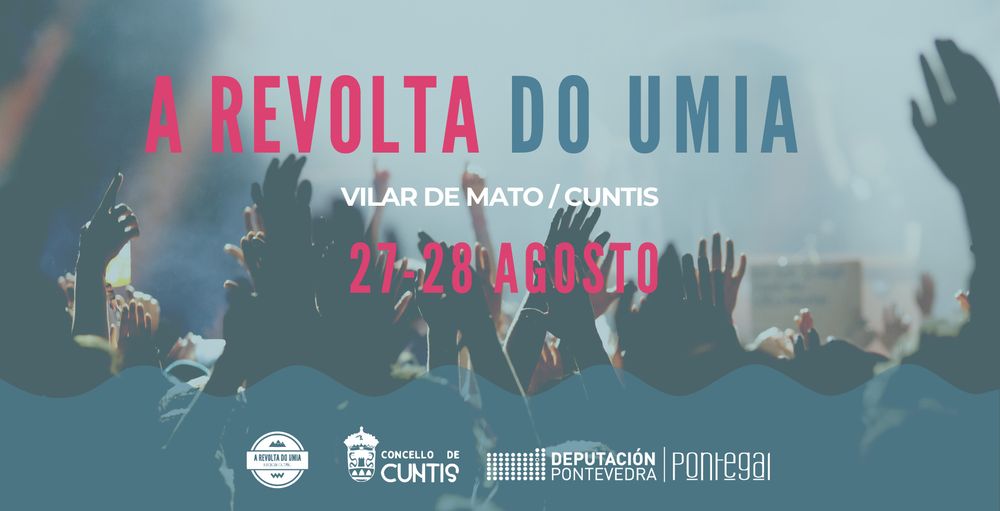 A REVOLTA DO UMIA
VILAR DE MATO / CUNTIS
27-28 AGOSTO
A REVOLTA DO UMIA
CONCELLO DE
CUNTIS
DEPUTACIÓN
PONTEVEDRA
pontegal